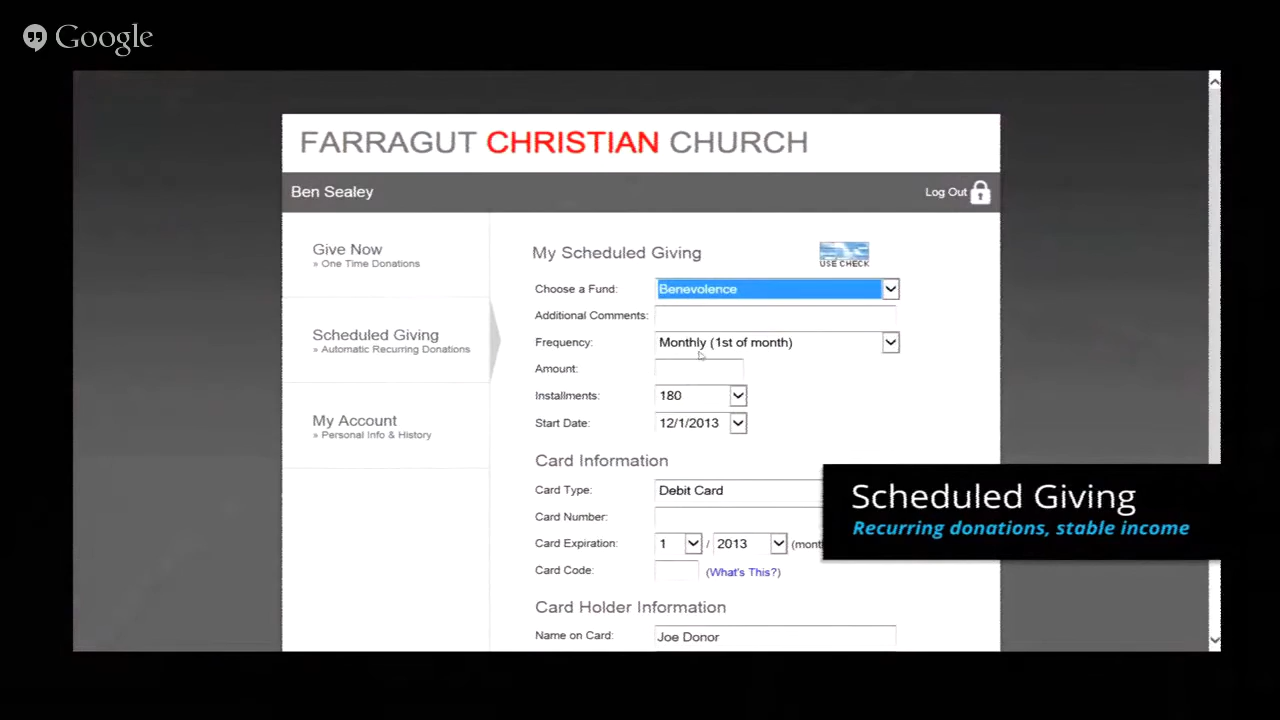 Google
FARRAGUT CHRISTIAN CHURCH
Ben Sealey
Log Out
Give Now
» One Time Donations
Scheduled Giving
» Automatic Recurring Donations
My Account
» Personal Info & History
My Scheduled Giving
USE CHECK
Choose a Fund: Benevolence
Additional Comments:
Frequency: Monthly (1st of month)
Amount:
Installments: 180
Start Date: 12/1/2013
Card Information
Card Type: Debit Card
Card Number:
Card Expiration: 1 / 2013
Card Code: (What's This?)
Card Holder Information
Name on Card: Joe Donor
Scheduled Giving
Recurring donations, stable income